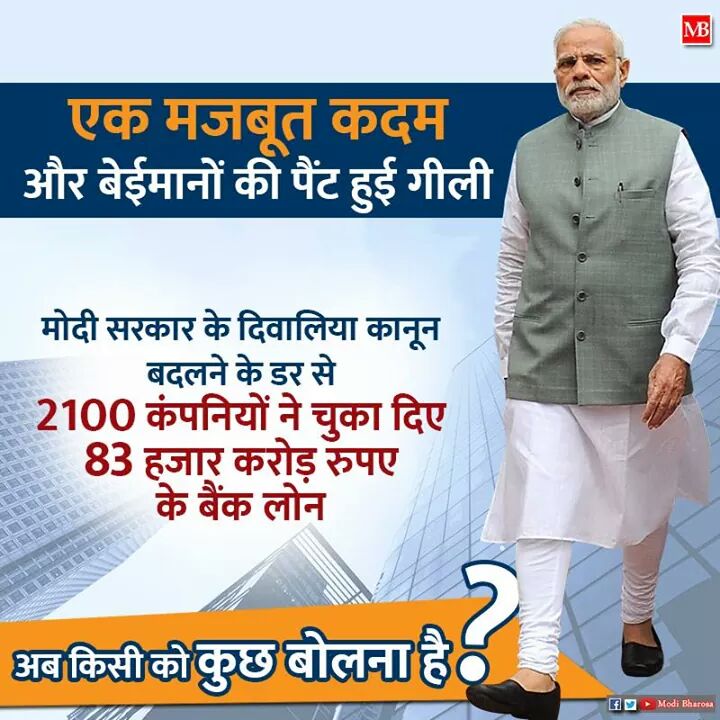 MB
एक मजबूत कदम
और बेईमानों की पैंट हुई गीली
मोदी सरकार के दिवालिया कानून
बदलने के डर से
2100 कंपनियों ने चुका दिए
83 हजार करोड़ रुपए
के बैंक लोन
अब किसी को कुछ बोलना है?
Modi Bharosa